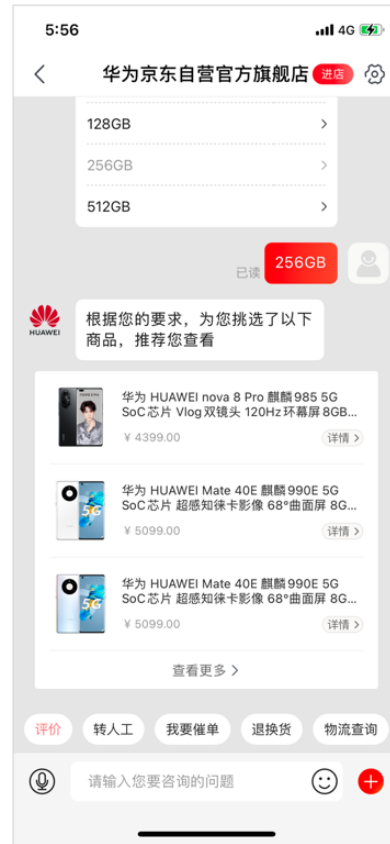 5:56
4G
华为京东自营官方旗舰店 进店
128GB
256GB
512GB
已读 256GB
HUAWEI
根据您的要求，为您挑选了以下
商品，推荐您查看
华为 HUAWEI nova 8 Pro 麒麟985 5G
SoC芯片 Vlog双镜头 120Hz环幕屏 8GB...
¥ 4399.00 详情 >
华为 HUAWEI Mate 40E 麒麟990E 5G
SoC芯片 超感知徕卡影像 68°曲面屏 8G...
5G
¥ 5099.00 详情 >
华为 HUAWEI Mate 40E 麒麟990E 5G
SoC芯片 超感知徕卡影像 68°曲面屏 8G...
5G
¥ 5099.00 详情 >
查看更多 >
评价 转人工 我要催单 退换货 物流查询
请输入您要咨询的问题